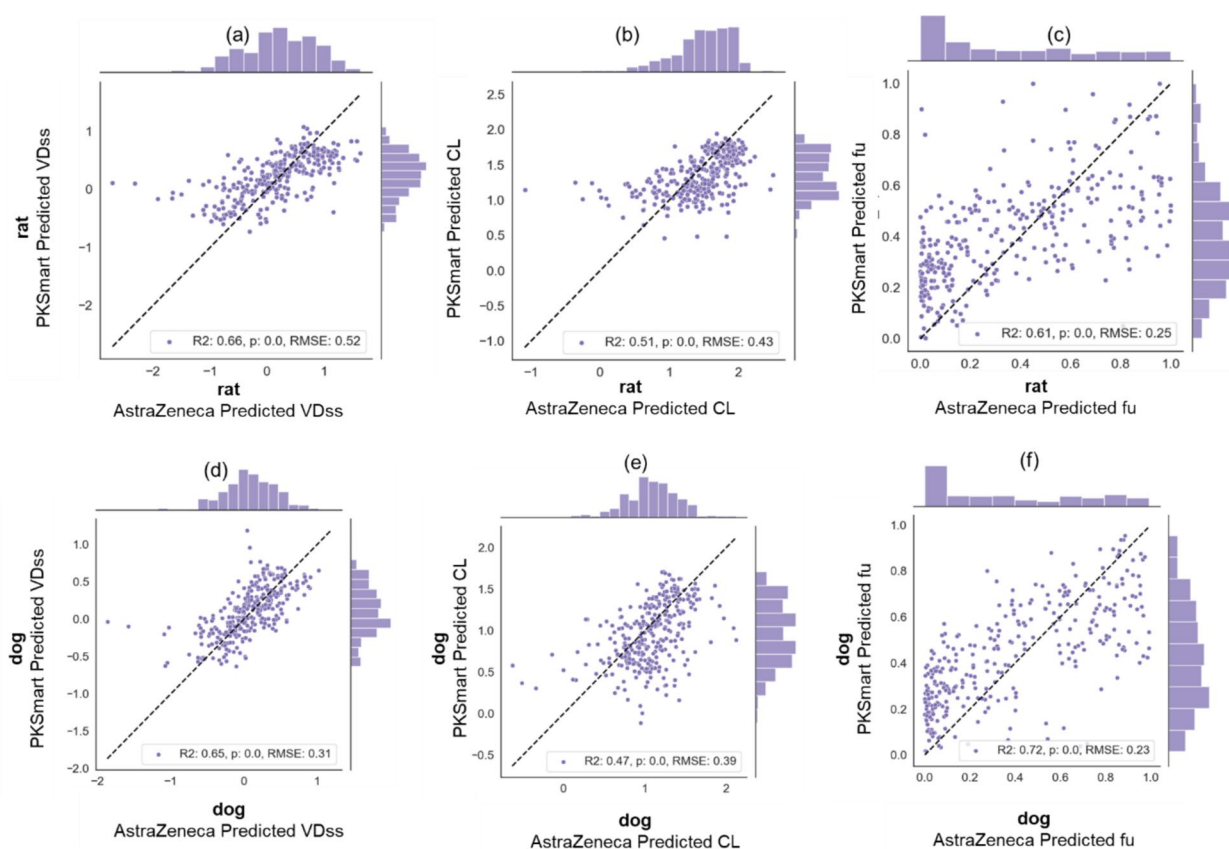 (a)
(b)
(c)
rat
PKSmart Predicted VDss
1
0
−1
−2
R2: 0.66, p: 0.0, RMSE: 0.52
−2
−1
0
1
rat
AstraZeneca Predicted VDss
rat
PKSmart Predicted CL
2.5
2.0
1.5
1.0
0.5
0.0
−0.5
−1.0
R2: 0.51, p: 0.0, RMSE: 0.43
−1
0
1
2
rat
AstraZeneca Predicted CL
rat
PKSmart Predicted fu
1.0
0.8
0.6
0.4
0.2
0.0
R2: 0.61, p: 0.0, RMSE: 0.25
0.0
0.2
0.4
0.6
0.8
1.0
rat
AstraZeneca Predicted fu
(d)
(e)
(f)
dog
PKSmart Predicted VDss
1.0
0.5
0.0
−0.5
−1.0
−1.5
−2.0
R2: 0.65, p: 0.0, RMSE: 0.31
−2
−1
0
1
dog
AstraZeneca Predicted VDss
dog
PKSmart Predicted CL
2.0
1.5
1.0
0.5
0.0
−0.5
R2: 0.47, p: 0.0, RMSE: 0.39
0
1
2
dog
AstraZeneca Predicted CL
dog
PKSmart Predicted fu
1.0
0.8
0.6
0.4
0.2
0.0
R2: 0.72, p: 0.0, RMSE: 0.23
0.0
0.2
0.4
0.6
0.8
1.0
dog
AstraZeneca Predicted fu